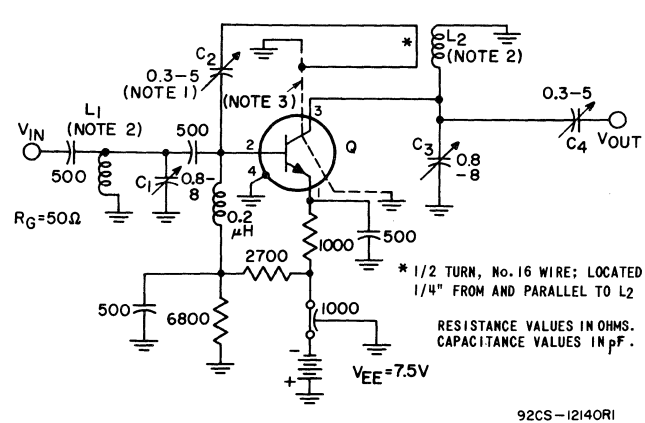 C2
0.3–5
(NOTE 1)
*
L2
(NOTE 2)
(NOTE 3)
3
0.3–5
C4
VOUT
L1
(NOTE 2)
VIN
500
500
2
Q
4
1
C1
0.8–
8
C3
0.8
–8
RG=50Ω
0.2
μH
1000
500
2700
500
6800
1000
* 1/2 TURN, No.16 WIRE; LOCATED
1/4" FROM AND PARALLEL TO L2
RESISTANCE VALUES IN OHMS.
CAPACITANCE VALUES IN pF.
–
+
VEE=7.5V
92CS–12140R1